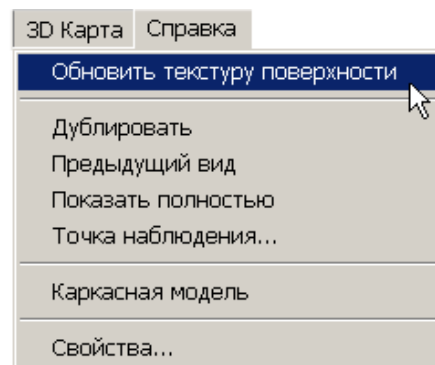 3D Карта Справка
Обновить текстуру поверхности
Дублировать
Предыдущий вид
Показать полностью
Точка наблюдения...
Каркасная модель
Свойства...